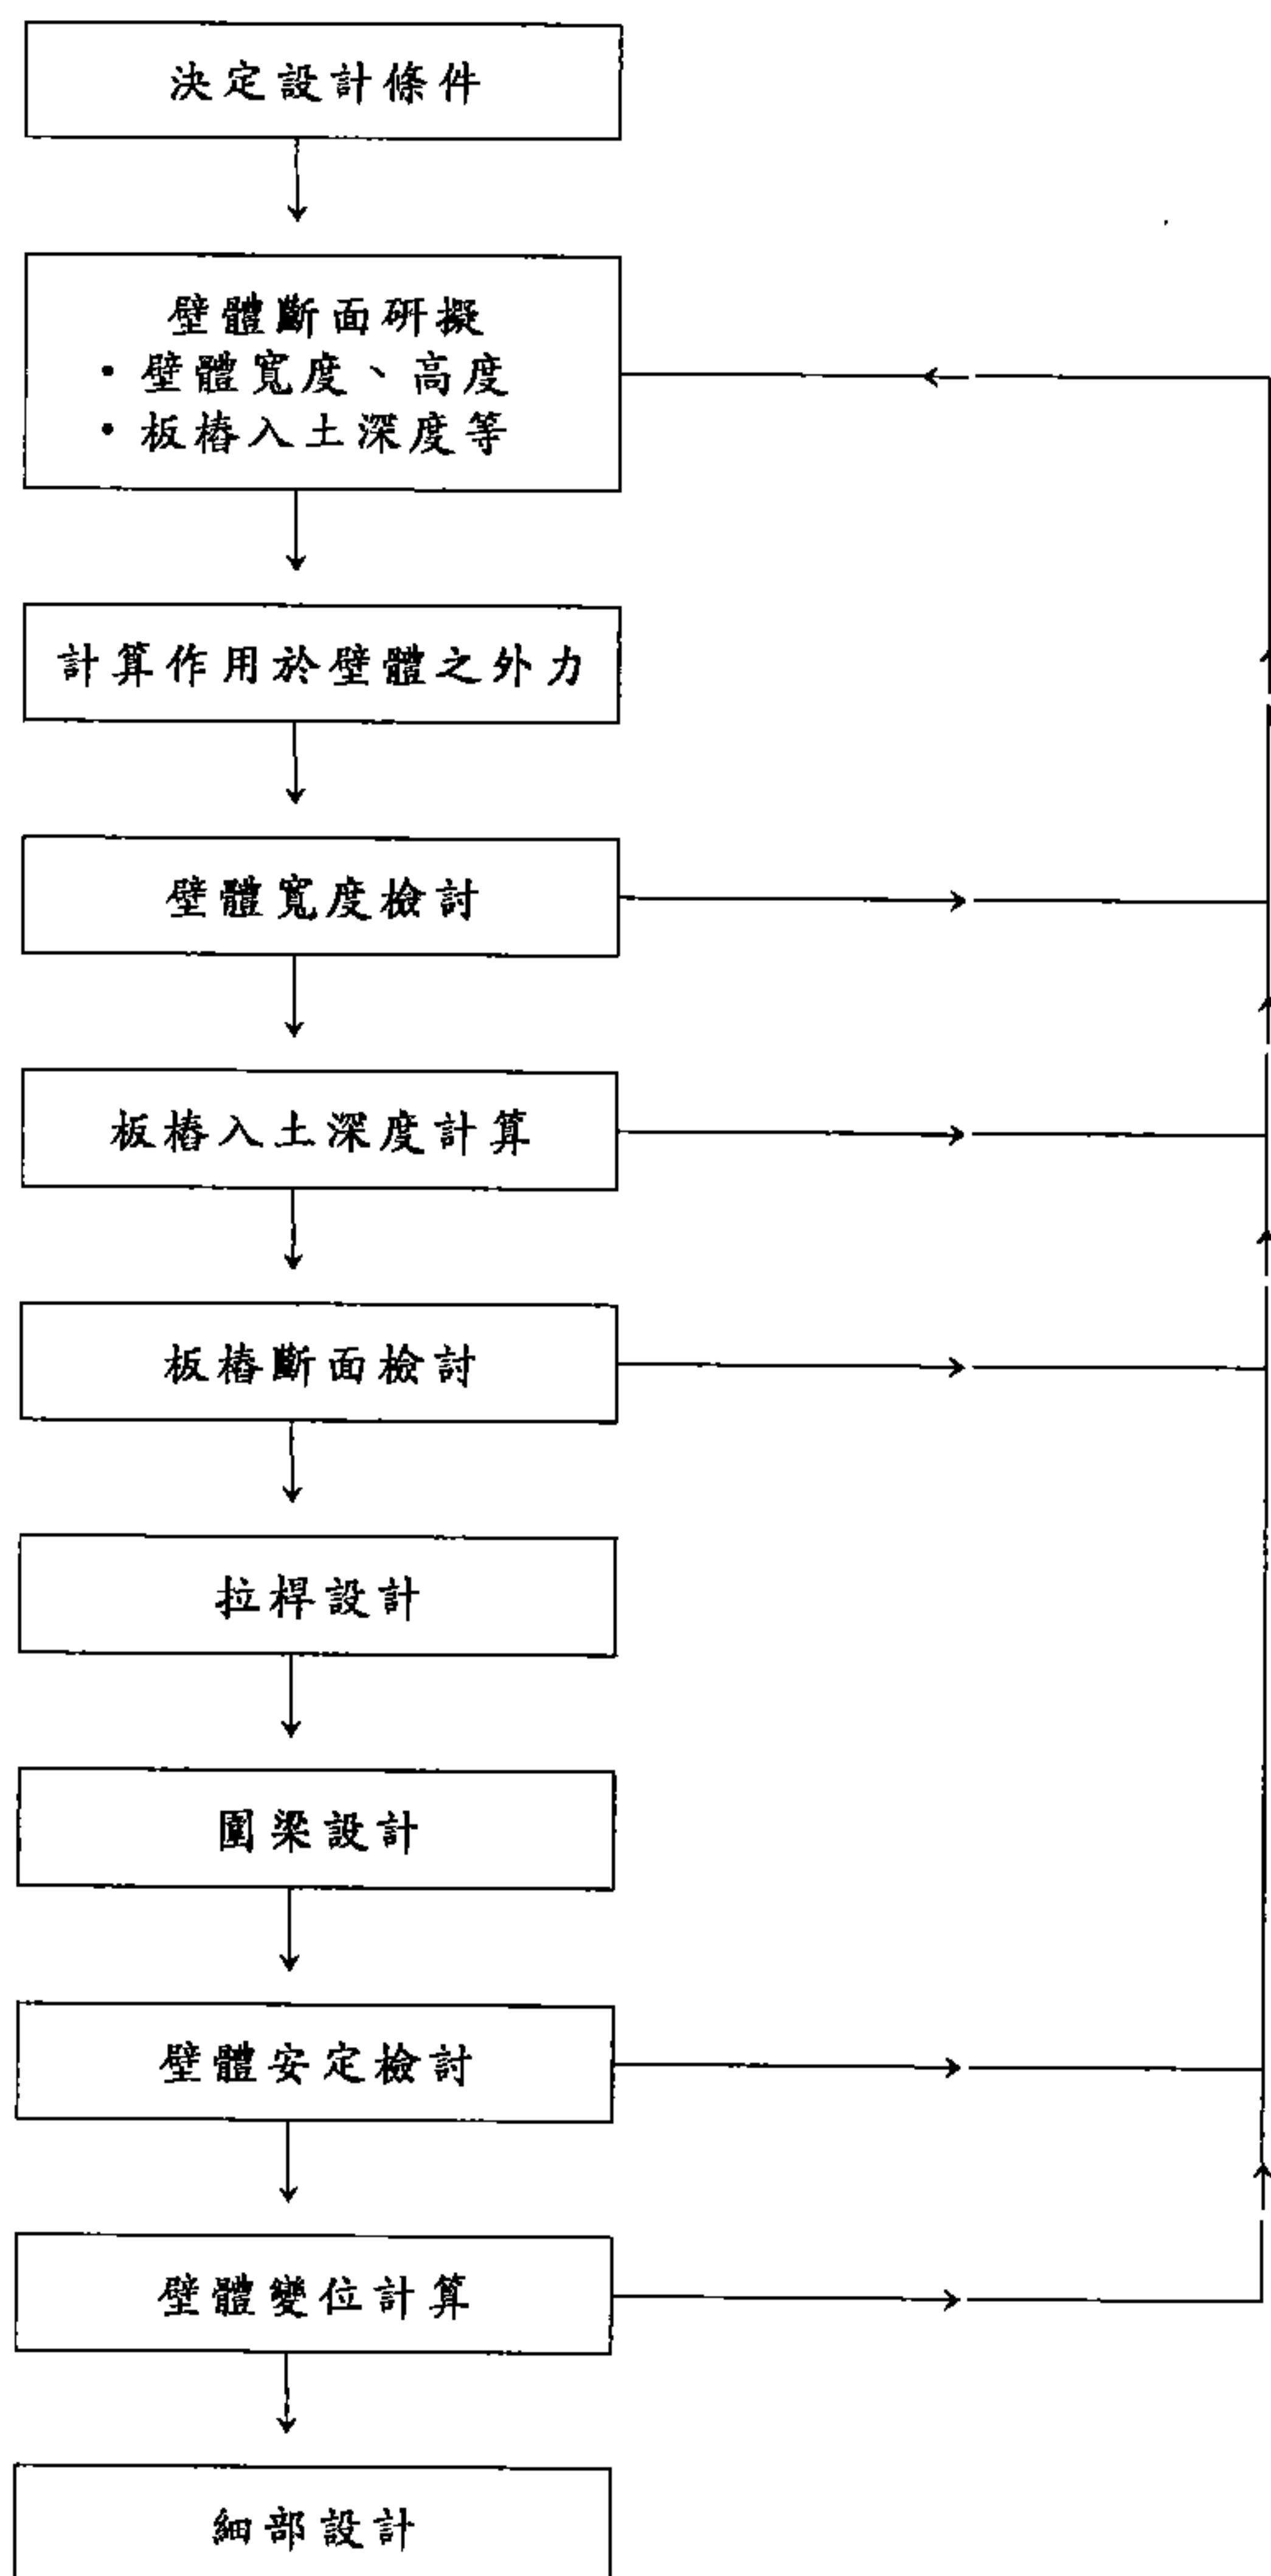 決定設計條件
壁體斷面研擬
・壁體寬度、高度
・板樁入土深度等
計算作用於壁體之外力
壁體寬度檢討
板樁入土深度計算
板樁斷面檢討
拉桿設計
圍梁設計
壁體安定檢討
壁體變位計算
細部設計